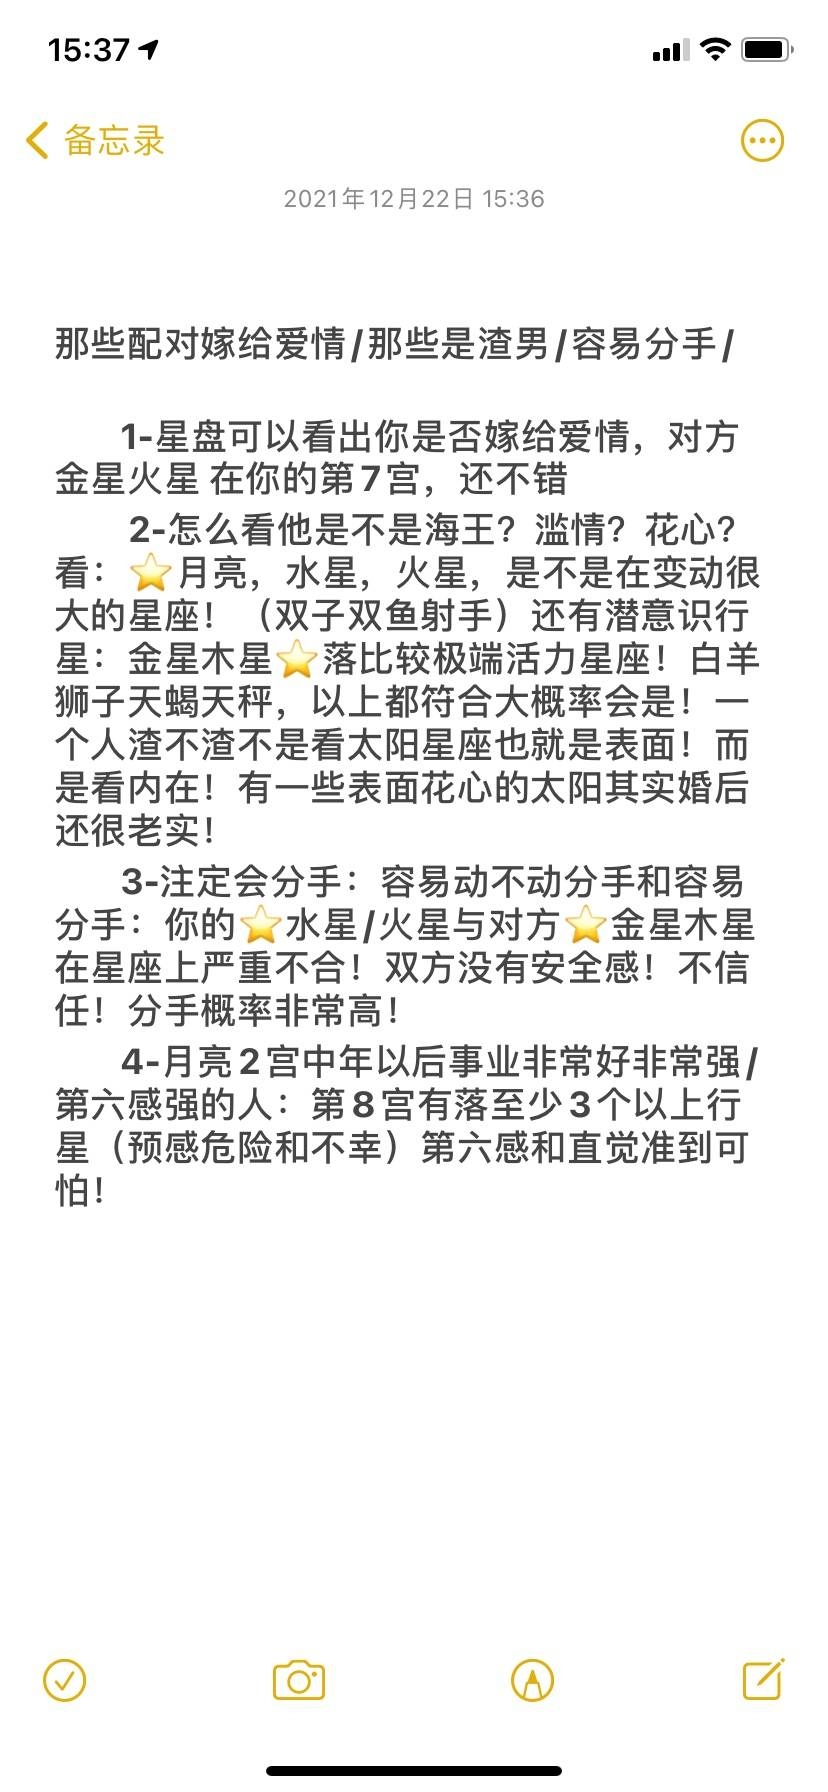 15:37
备忘录
2021年12月22日 15:36
那些配对嫁给爱情/那些是渣男/容易分手/
1-星盘可以看出你是否嫁给爱情，对方
金星火星 在你的第7宫，还不错
2-怎么看他是不是海王？滥情？花心？
看：⭐月亮，水星，火星，是不是在变动很
大的星座！（双子双鱼射手）还有潜意识行
星：金星木星⭐落比较极端活力星座！白羊
狮子天蝎天秤，以上都符合大概率会是！一
个人渣不渣不是看太阳星座也就是表面！而
是看内在！有一些表面花心的太阳其实婚后
还很老实！
3-注定会分手：容易动不动分手和容易
分手：你的⭐水星/火星与对方⭐金星木星
在星座上严重不合！双方没有安全感！不信
任！分手概率非常高！
4-月亮2宫中年以后事业非常好非常强/
第六感强的人：第8宫有落至少3个以上行
星（预感危险和不幸）第六感和直觉准到可
怕！